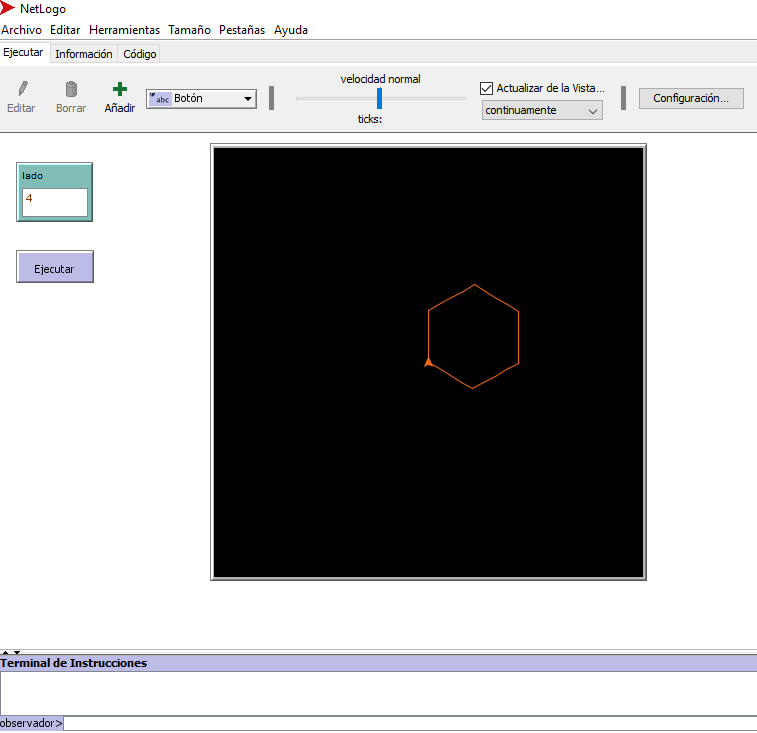 NetLogo
Archivo Editar Herramientas Tamaño Pestañas Ayuda
Ejecutar Información Código
velocidad normal
Actualizar de la Vista...
Editar Borrar Añadir
abc Botón
continuamente
Configuración...
ticks:
lado
4
Ejecutar
Terminal de Instrucciones
observador>